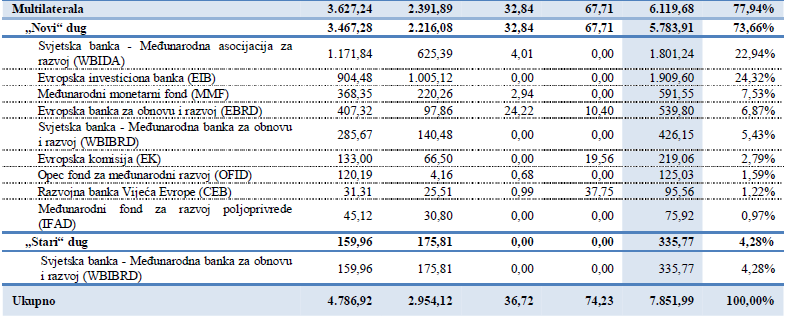 Multilaterala 3.627,24 2.391,89 32,84 67,71 6.119,68 77,94%
„Novi“ dug 3.467,28 2.216,08 32,84 67,71 5.783,91 73,66%
Svjetska banka - Međunarodna asocijacija za
razvoj (WBIDA) 1.171,84 625,39 4,01 0,00 1.801,24 22,94%
Evropska investiciona banka (EIB) 904,48 1.005,12 0,00 0,00 1.909,60 24,32%
Međunarodni monetarni fond (MMF) 368,35 220,26 2,94 0,00 591,55 7,53%
Evropska banka za obnovu i razvoj (EBRD) 407,32 97,86 24,22 10,40 539,80 6,87%
Svjetska banka - Međunarodna banka za obnovu
i razvoj (WBIBRD) 285,67 140,48 0,00 0,00 426,15 5,43%
Evropska komisija (EK) 133,00 66,50 0,00 19,56 219,06 2,79%
Opec fond za međunarodni razvoj (OFID) 120,19 4,16 0,68 0,00 125,03 1,59%
Razvojna banka Vijeća Evrope (CEB) 31,31 25,51 0,99 37,75 95,56 1,22%
Međunarodni fond za razvoj poljoprivrede
(IFAD) 45,12 30,80 0,00 0,00 75,92 0,97%
„Stari“ dug 159,96 175,81 0,00 0,00 335,77 4,28%
Svjetska banka - Međunarodna banka za obnovu
i razvoj (WBIBRD) 159,96 175,81 0,00 0,00 335,77 4,28%
Ukupno 4.786,92 2.954,12 36,72 74,23 7.851,99 100,00%